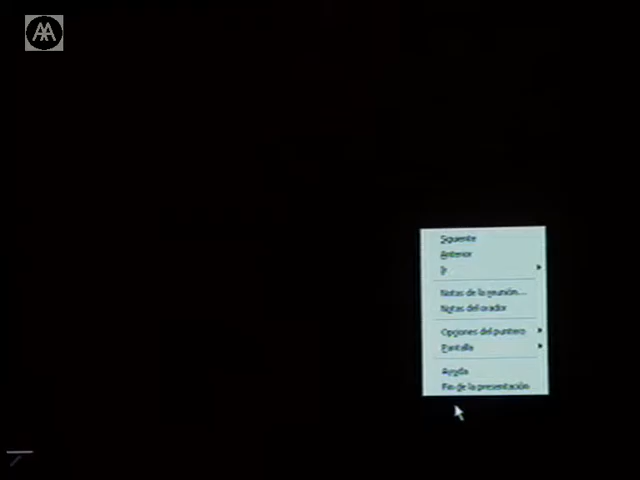 AA
Siguiente
Anterior
Ir
Notas de la reunión...
Notas del orador
Opciones del puntero
Pantalla
Ayuda
Fin de la presentación